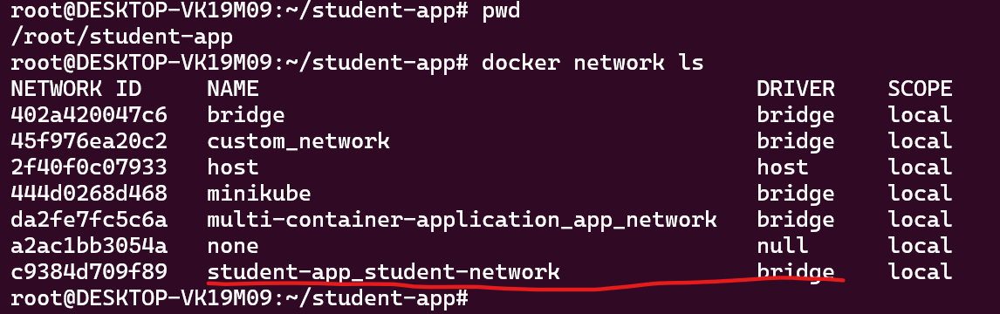 root@DESKTOP-VK19M09:~/student-app# pwd
/root/student-app
root@DESKTOP-VK19M09:~/student-app# docker network ls
NETWORK ID     NAME                                      DRIVER    SCOPE
402a420047c6   bridge                                    bridge    local
45f976ea20c2   custom_network                            bridge    local
2f40f0c07933   host                                      host      local
444d0268d468   minikube                                  bridge    local
da2fe7fc5c6a   multi-container-application_app_network   bridge    local
a2ac1bb3054a   none                                      null      local
c9384d709f89   student-app_student-network               bridge    local
root@DESKTOP-VK19M09:~/student-app#